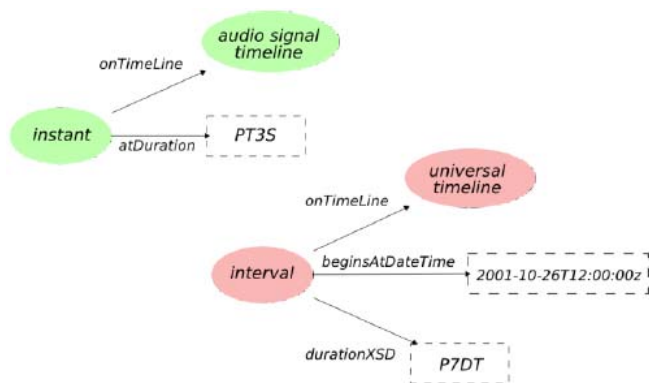 audio signal
timeline
onTimeLine
instant
PT3S
atDuration
universal
timeline
onTimeLine
beginsAtDateTime
interval
2001-10-26T12:00:00z
durationXSD
P7DT